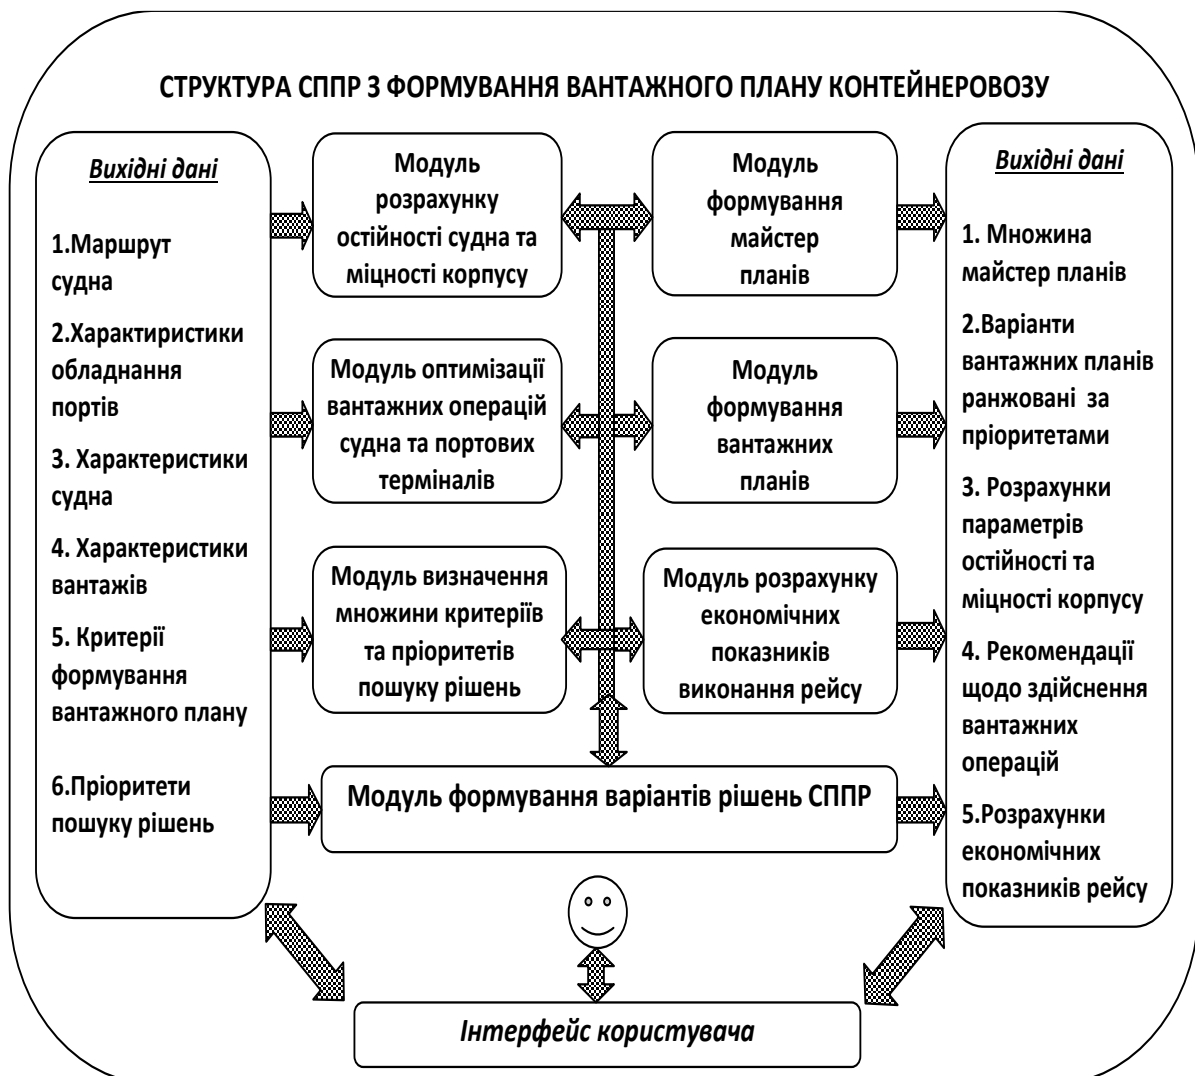 СТРУКТУРА СППР З ФОРМУВАННЯ ВАНТАЖНОГО ПЛАНУ КОНТЕЙНЕРОВОЗУ
Вихідні дані
1.Маршрут
судна
2.Характиристики
обладнання
портів
3. Характеристики
судна
4. Характеристики
вантажів
5. Критерії
формування
вантажного плану
6.Пріоритети
пошуку рішень
Модуль
розрахунку
остійності судна та
міцності корпусу
Модуль
формування
майстер
планів
Модуль оптимізації
вантажних операцій
судна та портових
терміналів
Модуль
формування
вантажних
планів
Модуль визначення
множини критеріїв
та пріоритетів
пошуку рішень
Модуль розрахунку
економічних
показників
виконання рейсу
Модуль формування варіантів рішень СППР
Вихідні дані
1. Множина
майстер планів
2.Варіанти
вантажних планів
ранжовані за
пріоритетами
3. Розрахунки
параметрів
остійності та
міцності корпусу
4. Рекомендації
щодо здійснення
вантажних
операцій
5.Розрахунки
економічних
показників рейсу
Інтерфейс користувача